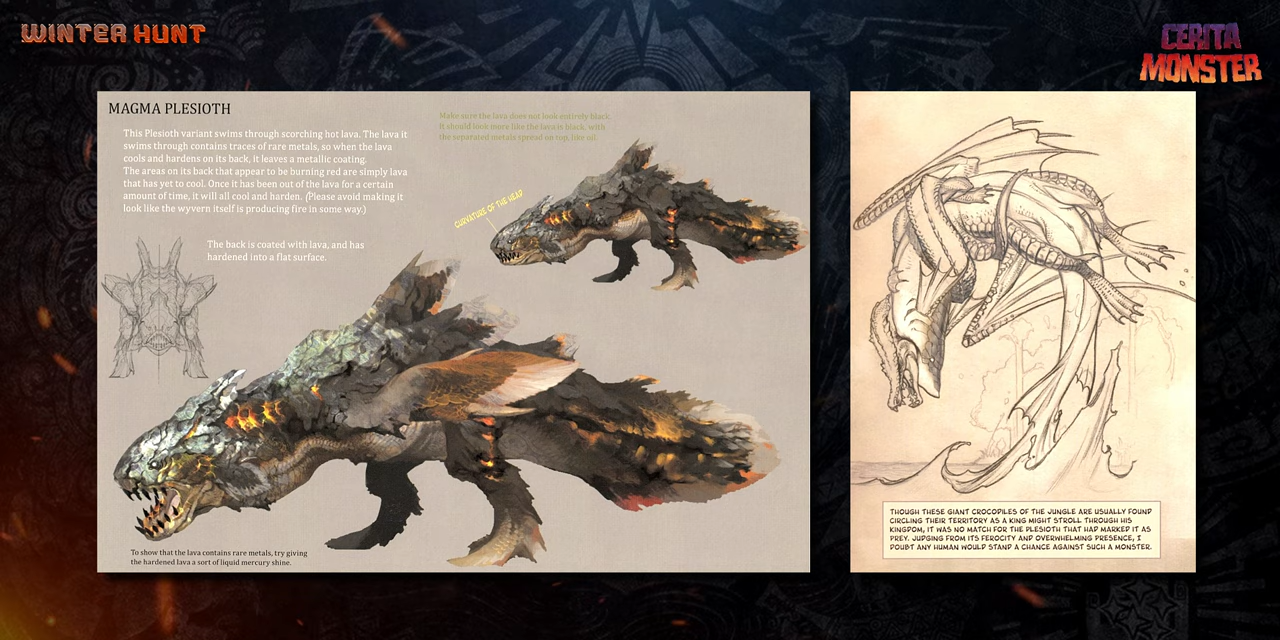 WINTER HUNT
CERITA
MONSTER
MAGMA PLESIOTH
This Plesioth variant swims through scorching hot lava. The lava it
swims through contains traces of rare metals, so when the lava
cools and hardens on its back, it leaves a metallic coating.
The areas on its back that appear to be burning red are simply lava
that has yet to cool. Once it has been out of the lava for a certain
amount of time, it will all cool and harden. (Please avoid making it
look like the wyvern itself is producing fire in some way.)
Make sure the lava does not look entirely black.
It should look more like the lava is black, with
the separated metals spread on top, like oil.
CURVATURE OF THE HEAD
The back is coated with lava, and has
hardened into a flat surface.
To show that the lava contains rare metals, try giving
the hardened lava a sort of liquid mercury shine.
THOUGH THESE GIANT CROCODILES OF THE JUNGLE ARE USUALLY FOUND
CIRCLING THEIR TERRITORY AS A KING MIGHT STROLL THROUGH HIS
KINGDOM, IT WAS NO MATCH FOR THE PLESIOTH THAT HAD MARKED IT AS
PREY. JUDGING FROM ITS FEROCITY AND OVERWHELMING PRESENCE, I
DOUBT ANY HUMAN WOULD STAND A CHANCE AGAINST SUCH A MONSTER.